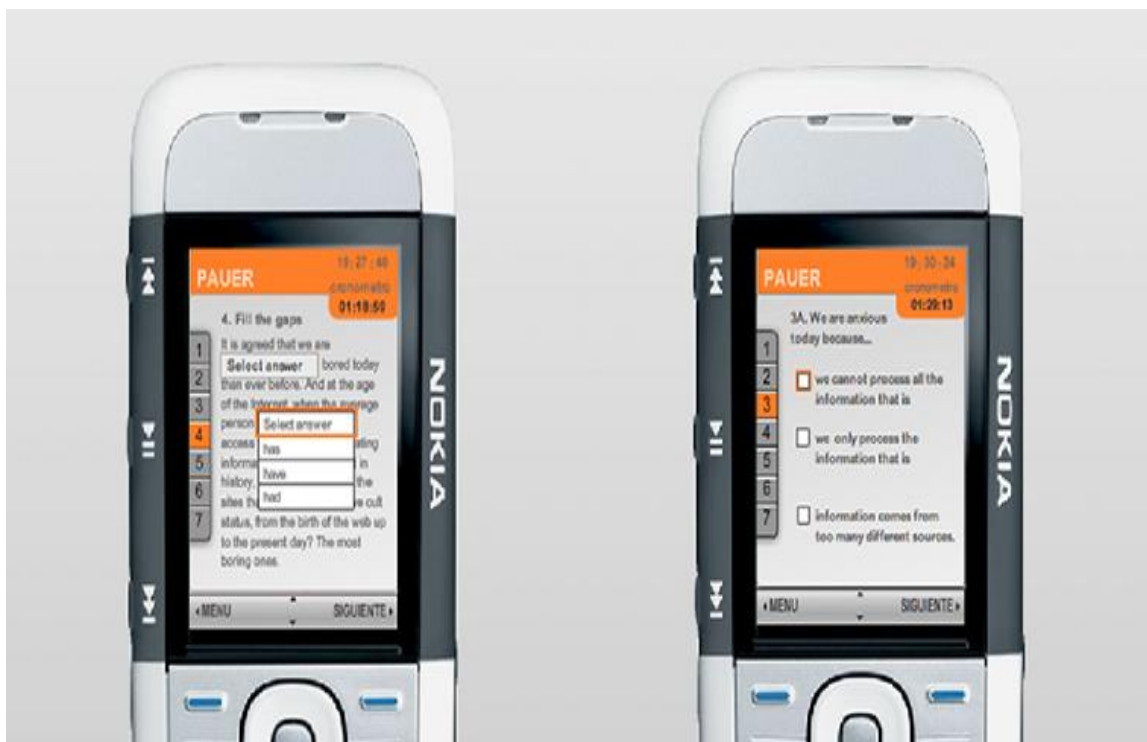 PAUER
19:27:40
cronometro
01:18:50
4. Fill the gaps
It is agreed that we are
Select answer bored today
than ever before. And at the age
of the Internet, when the average
person
Select answer
access ating
has
informa in
have
history, the
had
sites th ve cult
status, from the birth of the web up
to the present day? The most
boring ones.
1
2
3
4
5
6
7
MENU
SIGUIENTE
NOKIA
PAUER
19:30:24
cronometro
01:29:13
3A. We are anxious
today because...
1
2
3
4
5
6
7
we cannot process all the
information that is
we only process the
information that is
information comes from
too many different sources.
MENU
SIGUIENTE
NOKIA